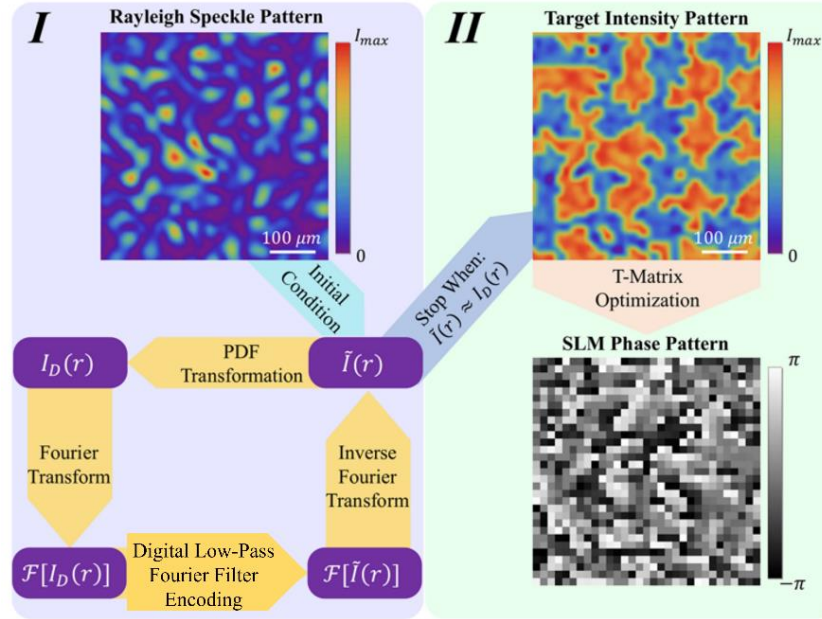 I
Rayleigh Speckle Pattern
I_max
0
100 μm
Initial
Condition
Ĩ(r)
PDF
Transformation
I_D(r)
Fourier
Transform
ℱ[I_D(r)]
Digital Low-Pass
Fourier Filter
Encoding
ℱ[Ĩ(r)]
Inverse
Fourier
Transform
Stop When:
Ĩ(r) ≈ I_D(r)
II
Target Intensity Pattern
I_max
0
100 μm
T-Matrix
Optimization
SLM Phase Pattern
π
−π